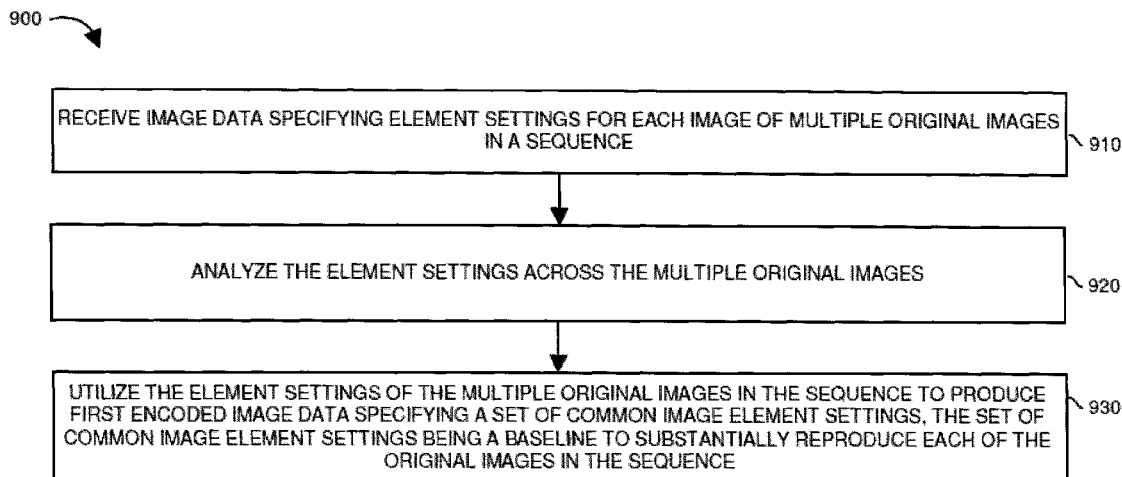 900
RECEIVE IMAGE DATA SPECIFYING ELEMENT SETTINGS FOR EACH IMAGE OF MULTIPLE ORIGINAL IMAGES
IN A SEQUENCE
910
ANALYZE THE ELEMENT SETTINGS ACROSS THE MULTIPLE ORIGINAL IMAGES
920
UTILIZE THE ELEMENT SETTINGS OF THE MULTIPLE ORIGINAL IMAGES IN THE SEQUENCE TO PRODUCE
FIRST ENCODED IMAGE DATA SPECIFYING A SET OF COMMON IMAGE ELEMENT SETTINGS, THE SET OF
COMMON IMAGE ELEMENT SETTINGS BEING A BASELINE TO SUBSTANTIALLY REPRODUCE EACH OF THE
ORIGINAL IMAGES IN THE SEQUENCE
930